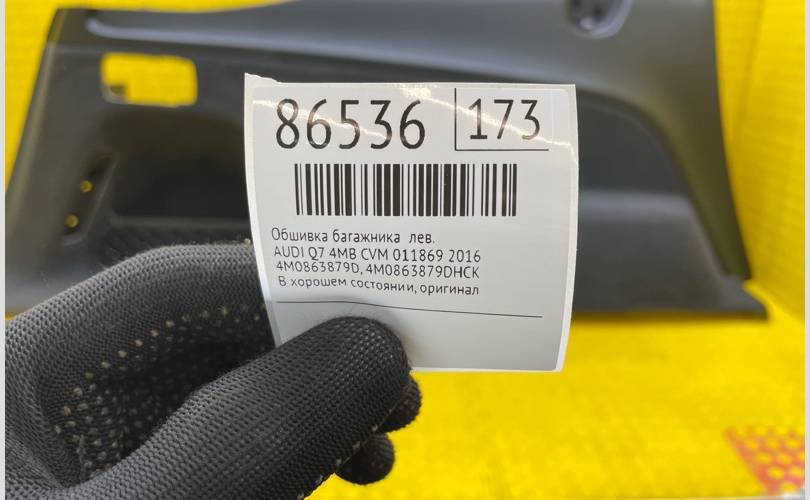 86536 173
Обшивка багажника лев.
AUDI Q7 4MB CVM 011869 2016
4M0863879D, 4M0863879DHCK
В хорошем состоянии, оригинал